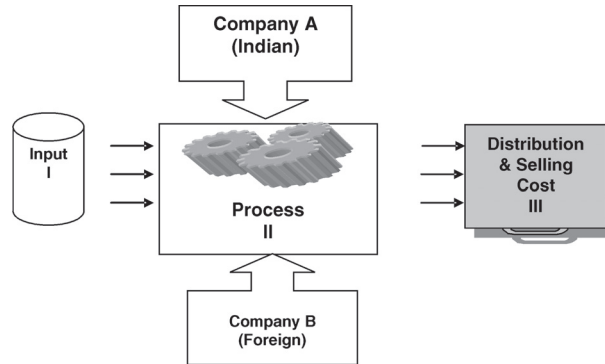 Company A
(Indian)
Input
I
Process
II
Distribution
& Selling
Cost
III
Company B
(Foreign)